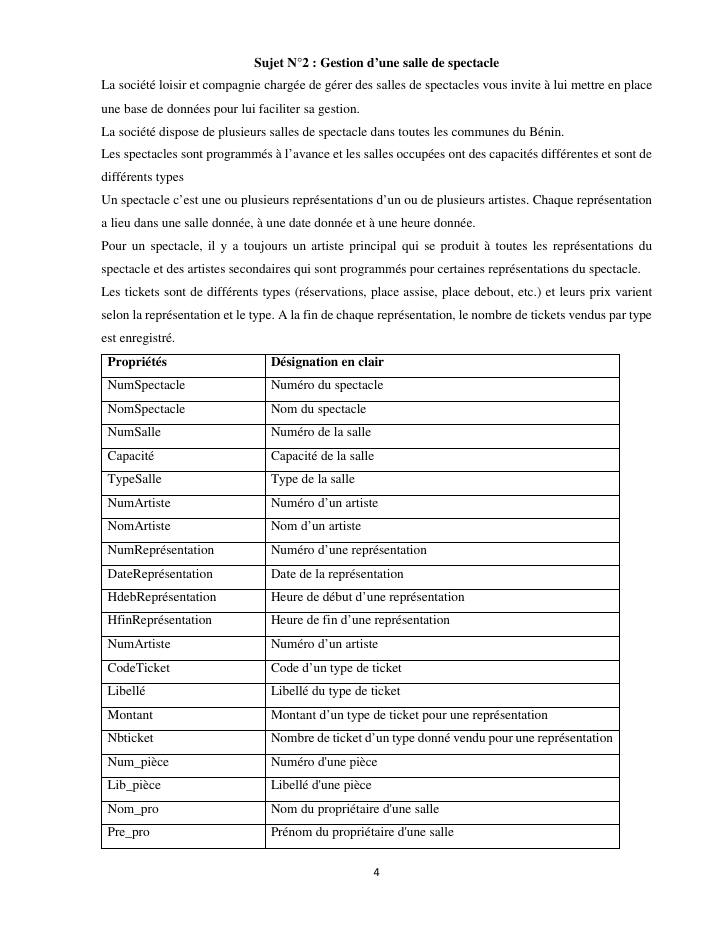 Sujet N°2 : Gestion d’une salle de spectacle
La société loisir et compagnie chargée de gérer des salles de spectacles vous invite à lui mettre en place
une base de données pour lui faciliter sa gestion.
La société dispose de plusieurs salles de spectacle dans toutes les communes du Bénin.
Les spectacles sont programmés à l’avance et les salles occupées ont des capacités différentes et sont de
différents types
Un spectacle c’est une ou plusieurs représentations d’un ou de plusieurs artistes. Chaque représentation
a lieu dans une salle donnée, à une date donnée et à une heure donnée.
Pour un spectacle, il y a toujours un artiste principal qui se produit à toutes les représentations du
spectacle et des artistes secondaires qui sont programmés pour certaines représentations du spectacle.
Les tickets sont de différents types (réservations, place assise, place debout, etc.) et leurs prix varient
selon la représentation et le type. A la fin de chaque représentation, le nombre de tickets vendus par type
est enregistré.
Propriétés Désignation en clair
NumSpectacle Numéro du spectacle
NomSpectacle Nom du spectacle
NumSalle Numéro de la salle
Capacité Capacité de la salle
TypeSalle Type de la salle
NumArtiste Numéro d’un artiste
NomArtiste Nom d’un artiste
NumReprésentation Numéro d’une représentation
DateReprésentation Date de la représentation
HdebReprésentation Heure de début d’une représentation
HfinReprésentation Heure de fin d’une représentation
NumArtiste Numéro d’un artiste
CodeTicket Code d’un type de ticket
Libellé Libellé du type de ticket
Montant Montant d’un type de ticket pour une représentation
Nbticket Nombre de ticket d’un type donné vendu pour une représentation
Num_pièce Numéro d'une pièce
Lib_pièce Libellé d'une pièce
Nom_pro Nom du propriétaire d'une salle
Pre_pro Prénom du propriétaire d'une salle
4